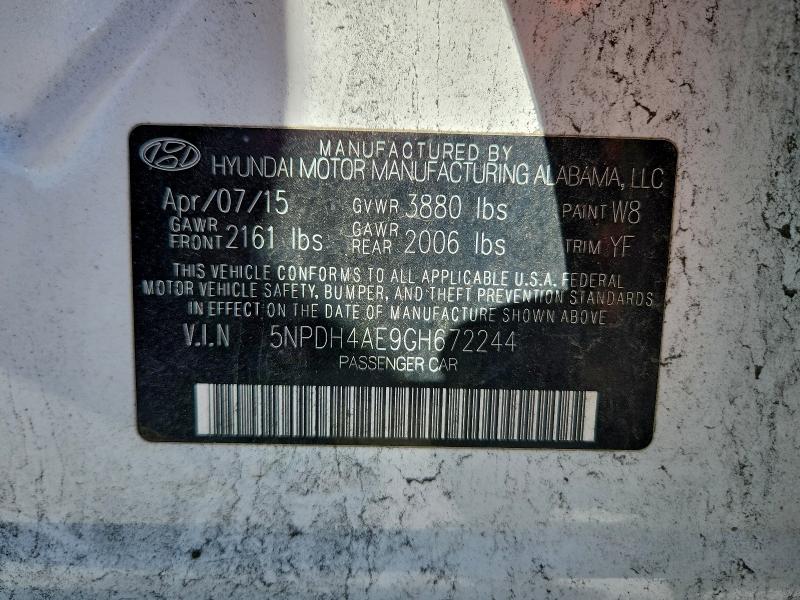 MANUFACTURED BY
HYUNDAI MOTOR MANUFACTURING ALABAMA, LLC
Apr/07/15 GVWR 3880 lbs PAINT W8
GAWR FRONT 2161 lbs GAWR REAR 2006 lbs TRIM YF
THIS VEHICLE CONFORMS TO ALL APPLICABLE U.S.A. FEDERAL
MOTOR VEHICLE SAFETY, BUMPER, AND THEFT PREVENTION STANDARDS
IN EFFECT ON THE DATE OF MANUFACTURE SHOWN ABOVE
V.I.N 5NPDH4AE9GH672244
PASSENGER CAR